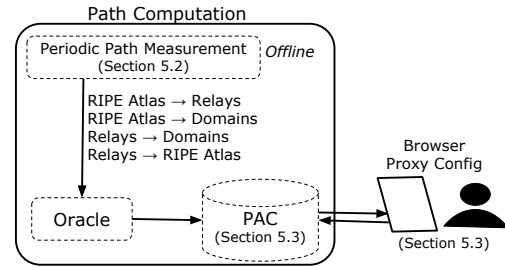 Path Computation
Periodic Path Measurement
(Section 5.2)
Offline
RIPE Atlas → Relays
RIPE Atlas → Domains
Relays → Domains
Relays → RIPE Atlas
Browser
Proxy Config
Oracle
PAC
(Section 5.3)
(Section 5.3)